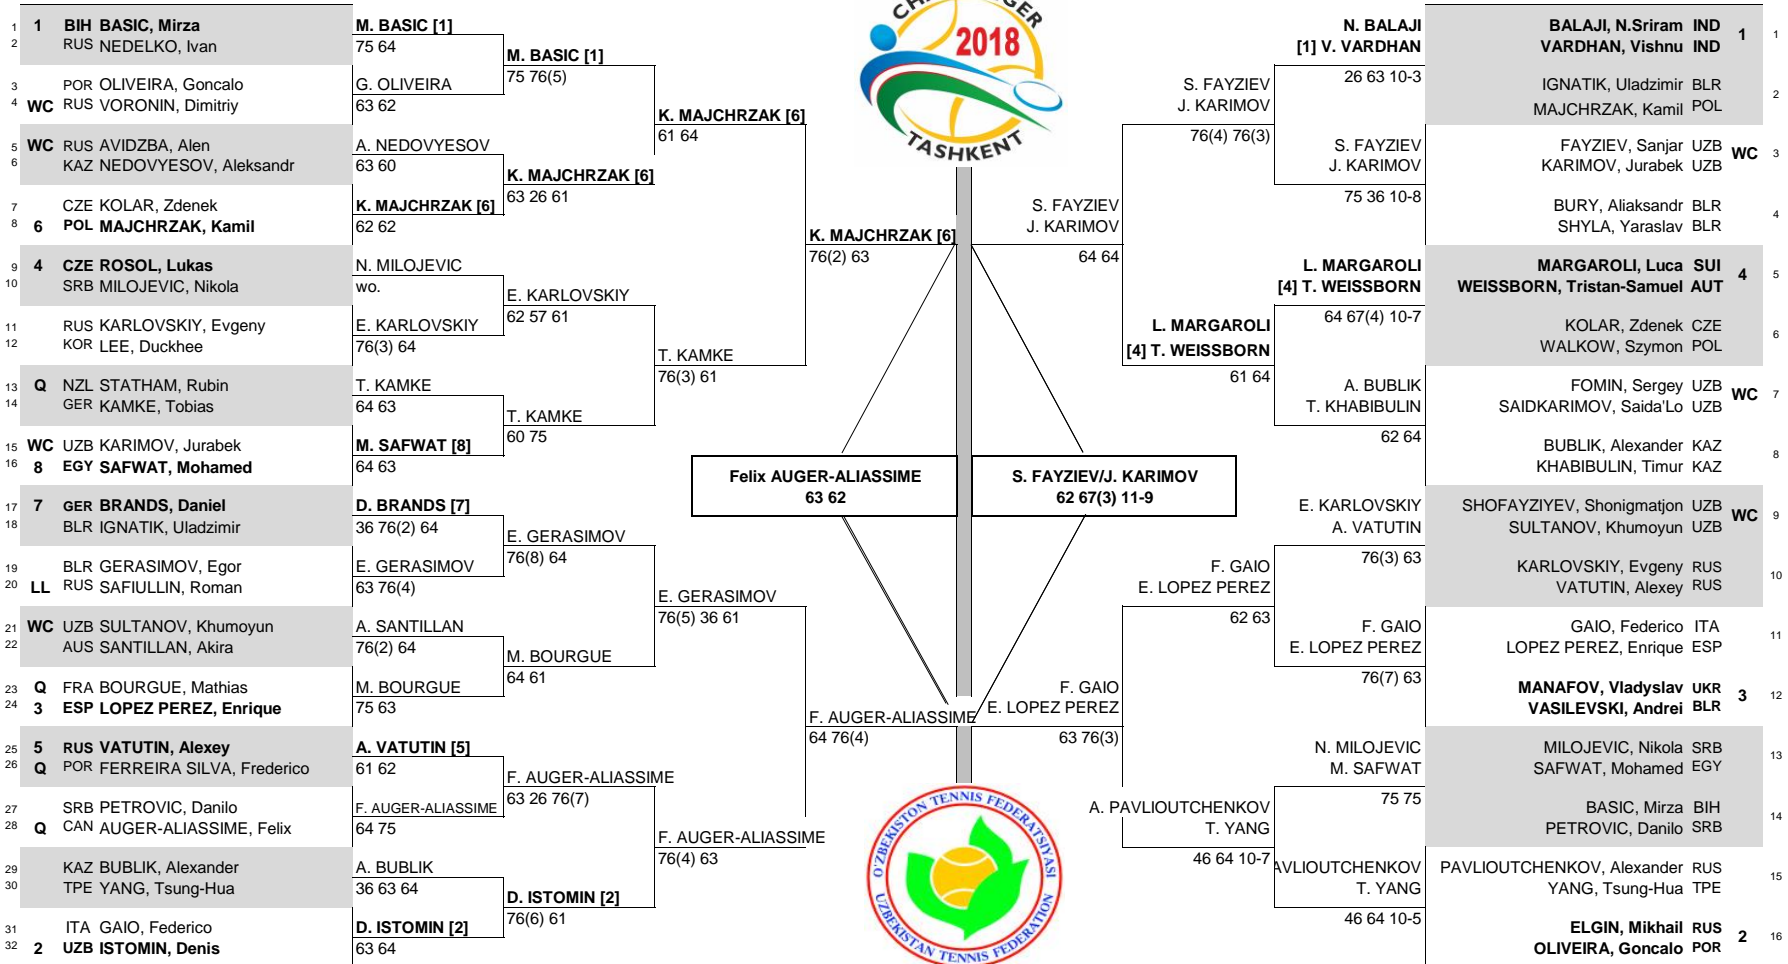 1 1 BIH BASIC, Mirza
2 RUS NEDELKO, Ivan
3 POR OLIVEIRA, Goncalo
4 WC RUS VORONIN, Dimitriy
5 WC RUS AVIDZBA, Alen
6 KAZ NEDOVYESOV, Aleksandr
7 CZE KOLAR, Zdenek
8 6 POL MAJCHRZAK, Kamil
9 4 CZE ROSOL, Lukas
10 SRB MILOJEVIC, Nikola
11 RUS KARLOVSKIY, Evgeny
12 KOR LEE, Duckhee
13 Q NZL STATHAM, Rubin
14 GER KAMKE, Tobias
15 WC UZB KARIMOV, Jurabek
16 8 EGY SAFWAT, Mohamed
17 7 GER BRANDS, Daniel
18 BLR IGNATIK, Uladzimir
19 BLR GERASIMOV, Egor
20 LL RUS SAFIULLIN, Roman
21 WC UZB SULTANOV, Khumoyun
22 AUS SANTILLAN, Akira
23 Q FRA BOURGUE, Mathias
24 3 ESP LOPEZ PEREZ, Enrique
25 5 RUS VATUTIN, Alexey
26 Q POR FERREIRA SILVA, Frederico
27 SRB PETROVIC, Danilo
28 Q CAN AUGER-ALIASSIME, Felix
29 KAZ BUBLIK, Alexander
30 TPE YANG, Tsung-Hua
31 ITA GAIO, Federico
32 2 UZB ISTOMIN, Denis
M. BASIC [1]
75 64
G. OLIVEIRA
63 62
A. NEDOVYESOV
63 60
K. MAJCHRZAK [6]
62 62
N. MILOJEVIC
wo.
E. KARLOVSKIY
76(3) 64
T. KAMKE
64 63
M. SAFWAT [8]
64 63
D. BRANDS [7]
36 76(2) 64
E. GERASIMOV
63 76(4)
A. SANTILLAN
76(2) 64
M. BOURGUE
75 63
A. VATUTIN [5]
61 62
F. AUGER-ALIASSIME
64 75
A. BUBLIK
36 63 64
D. ISTOMIN [2]
63 64
M. BASIC [1]
75 76(5)
K. MAJCHRZAK [6]
63 26 61
E. KARLOVSKIY
62 57 61
T. KAMKE
60 75
E. GERASIMOV
76(8) 64
M. BOURGUE
64 61
F. AUGER-ALIASSIME
63 26 76(7)
D. ISTOMIN [2]
76(6) 61
K. MAJCHRZAK [6]
61 64
T. KAMKE
76(3) 61
E. GERASIMOV
76(5) 36 61
F. AUGER-ALIASSIME
76(4) 63
K. MAJCHRZAK [6]
76(2) 63
F. AUGER-ALIASSIME
64 76(4)
Felix AUGER-ALIASSIME
63 62
2018
TASHKENT
S. FAYZIEV/J. KARIMOV
62 67(3) 11-9
O'ZBEKISTON TENNIS FEDERATSIYASI
UZBEKISTAN TENNIS FEDERATION
S. FAYZIEV
J. KARIMOV
64 64
F. GAIO
E. LOPEZ PEREZ
63 76(3)
S. FAYZIEV
J. KARIMOV
76(4) 76(3)
L. MARGAROLI
[4] T. WEISSBORN
61 64
F. GAIO
E. LOPEZ PEREZ
62 63
A. PAVLIOUTCHENKOV
T. YANG
46 64 10-7
N. BALAJI
[1] V. VARDHAN
26 63 10-3
S. FAYZIEV
J. KARIMOV
75 36 10-8
L. MARGAROLI
[4] T. WEISSBORN
64 67(4) 10-7
A. BUBLIK
T. KHABIBULIN
62 64
E. KARLOVSKIY
A. VATUTIN
76(3) 63
F. GAIO
E. LOPEZ PEREZ
76(7) 63
N. MILOJEVIC
M. SAFWAT
75 75
AVLIOUTCHENKOV
T. YANG
46 64 10-5
BALAJI, N.Sriram IND
VARDHAN, Vishnu IND 1 1
IGNATIK, Uladzimir BLR
MAJCHRZAK, Kamil POL 2
FAYZIEV, Sanjar UZB
KARIMOV, Jurabek UZB WC 3
BURY, Aliaksandr BLR
SHYLA, Yaraslav BLR 4
MARGAROLI, Luca SUI
WEISSBORN, Tristan-Samuel AUT 4 5
KOLAR, Zdenek CZE
WALKOW, Szymon POL 6
FOMIN, Sergey UZB
SAIDKARIMOV, Saida'Lo UZB WC 7
BUBLIK, Alexander KAZ
KHABIBULIN, Timur KAZ 8
SHOFAYZIYEV, Shonigmatjon UZB
SULTANOV, Khumoyun UZB WC 9
KARLOVSKIY, Evgeny RUS
VATUTIN, Alexey RUS 10
GAIO, Federico ITA
LOPEZ PEREZ, Enrique ESP 11
MANAFOV, Vladyslav UKR
VASILEVSKI, Andrei BLR 3 12
MILOJEVIC, Nikola SRB
SAFWAT, Mohamed EGY 13
BASIC, Mirza BIH
PETROVIC, Danilo SRB 14
PAVLIOUTCHENKOV, Alexander RUS
YANG, Tsung-Hua TPE 15
ELGIN, Mikhail RUS
OLIVEIRA, Goncalo POR 2 16